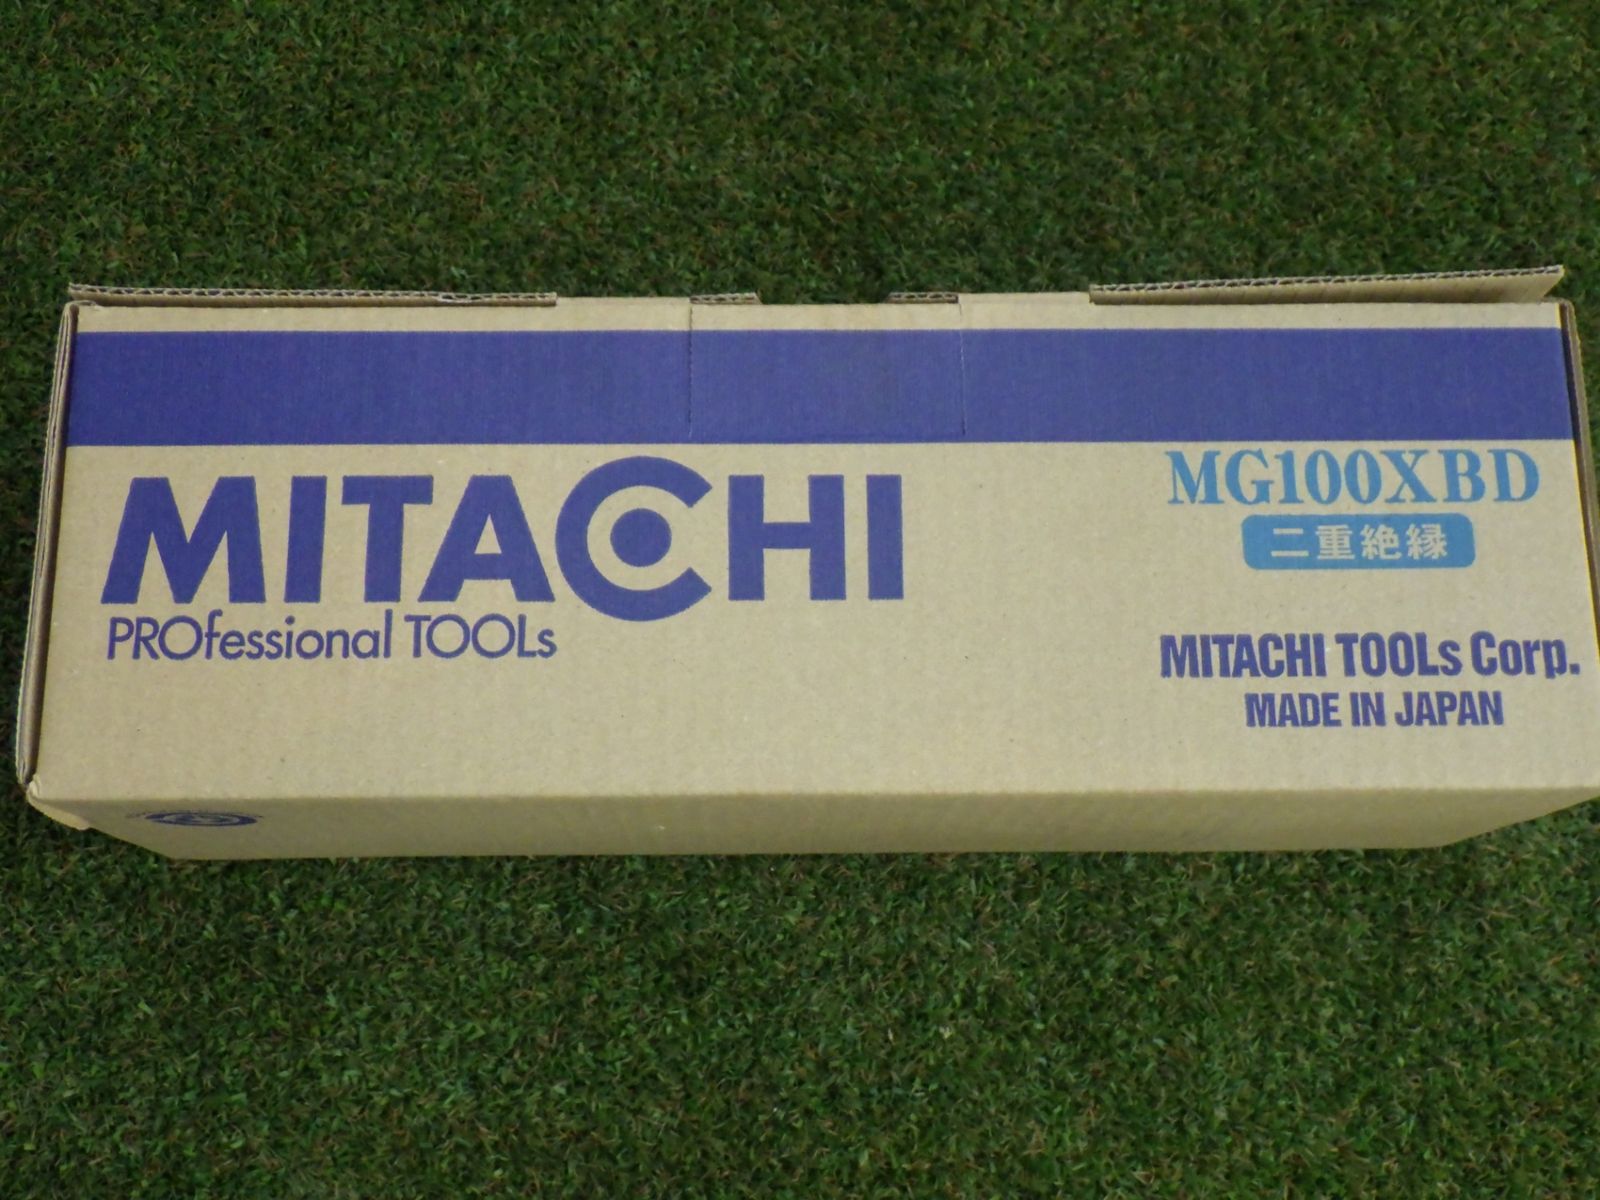 MITACHI
PROfessional TOOLs
MG100XBD
二重絶縁
MITACHI TOOLs Corp.
MADE IN JAPAN